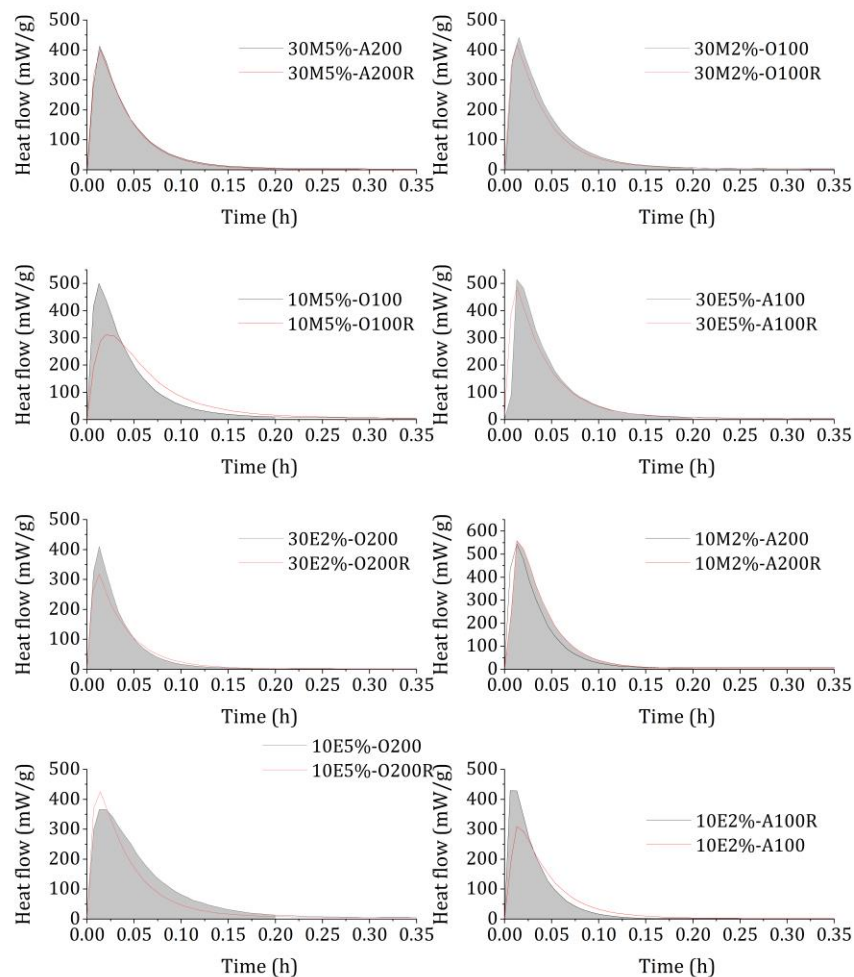 Heat flow (mW/g)
400
300
200
100
0
30M5%-A200
30M5%-A200R
0.00 0.05 0.10 0.15 0.20 0.25 0.30 0.35
Time (h)
Heat flow (mW/g)
400
300
200
100
0
30M2%-O100
30M2%-O100R
0.00 0.05 0.10 0.15 0.20 0.25 0.30 0.35
Time (h)
Heat flow (mW/g)
500
400
300
200
100
0
10M5%-O100
10M5%-O100R
0.00 0.05 0.10 0.15 0.20 0.25 0.30 0.35
Time (h)
Heat flow (mW/g)
500
400
300
200
100
0
30E5%-A100
30E5%-A100R
0.00 0.05 0.10 0.15 0.20 0.25 0.30 0.35
Time (h)
Heat flow (mW/g)
500
400
300
200
100
0
30E2%-O200
30E2%-O200R
0.00 0.05 0.10 0.15 0.20 0.25 0.30 0.35
Time (h)
Heat flow (mW/g)
600
500
400
300
200
100
0
10M2%-A200
10M2%-A200R
0.00 0.05 0.10 0.15 0.20 0.25 0.30 0.35
Time (h)
Heat flow (mW/g)
500
400
300
200
100
0
10E5%-O200
10E5%-O200R
0.00 0.05 0.10 0.15 0.20 0.25 0.30 0.35
Time (h)
Heat flow (mW/g)
500
400
300
200
100
0
10E2%-A100R
10E2%-A100
0.00 0.05 0.10 0.15 0.20 0.25 0.30 0.35
Time (h)